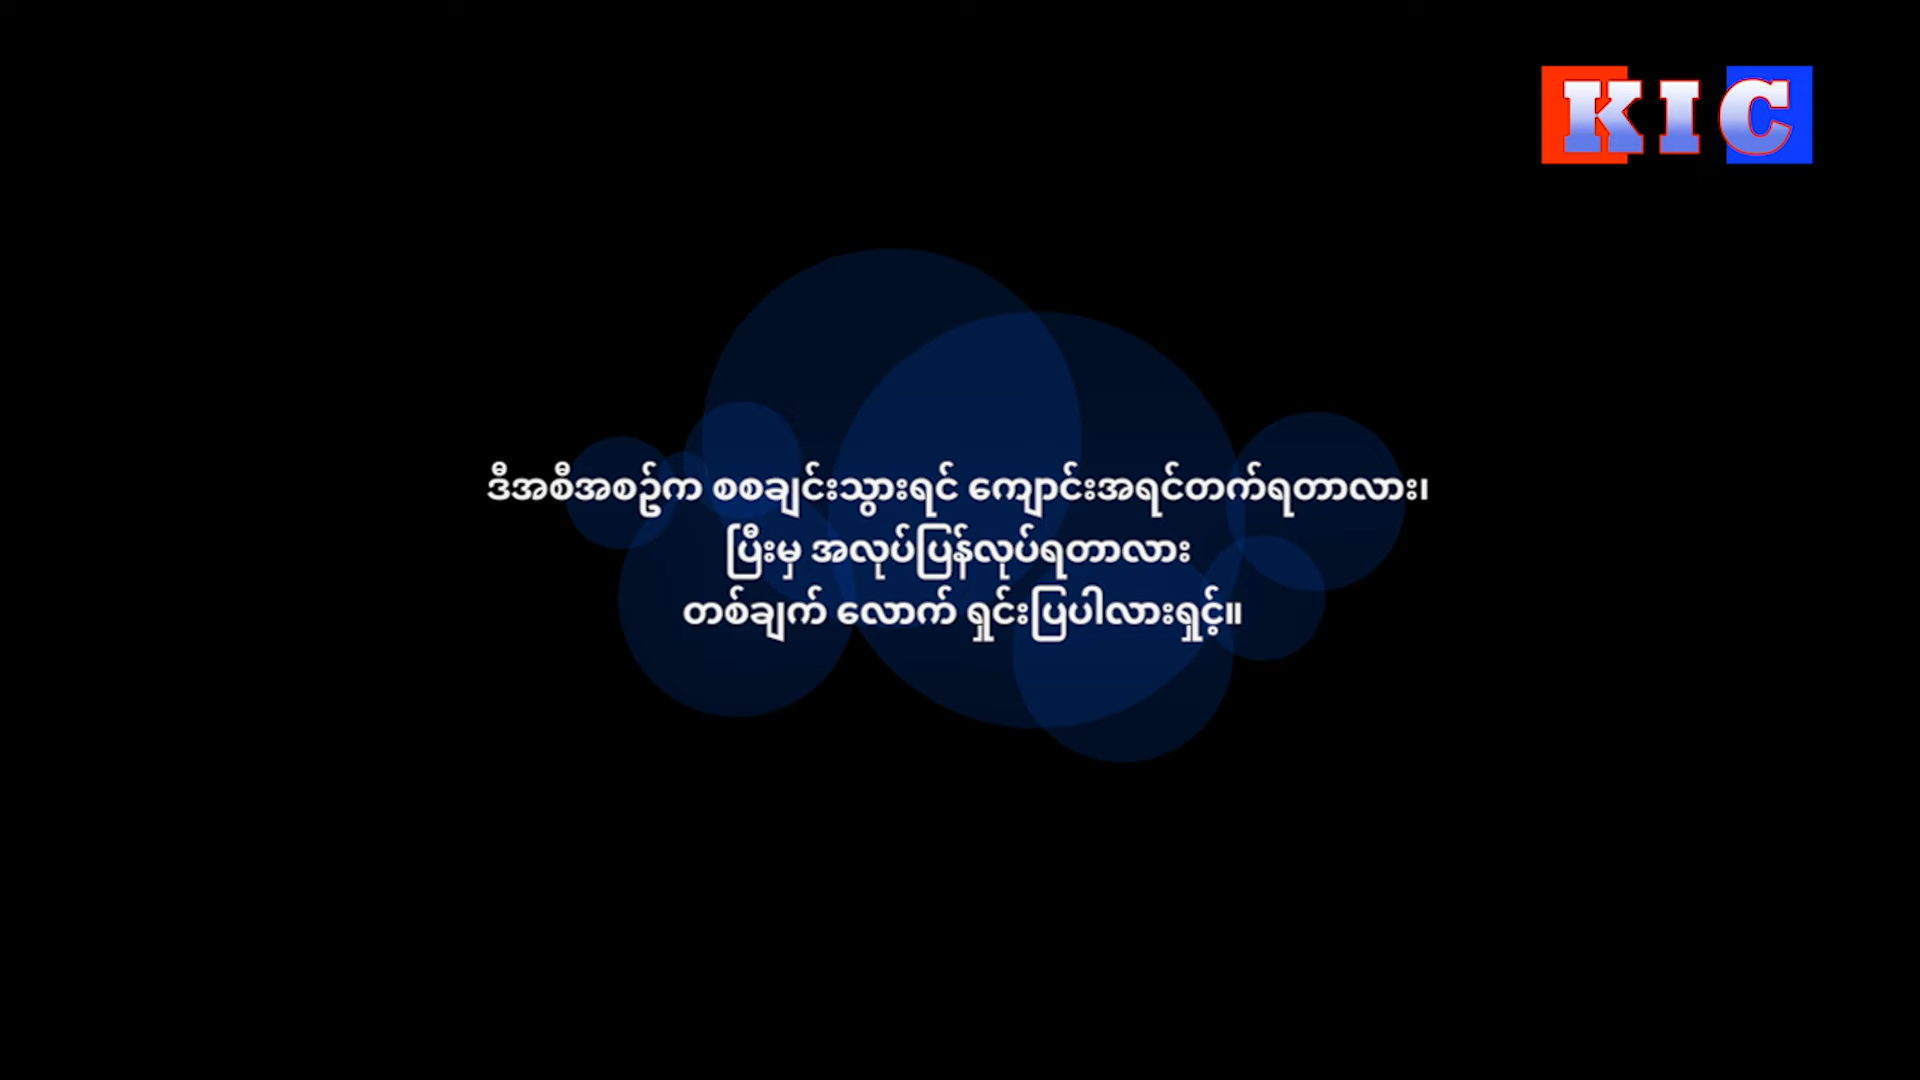 KIC
ဒီအစီအစဥ်က စစချင်းသွားရင် ကျောင်းအရင်တက်ရတာလား၊
ပြီးမှ အလုပ်ပြန်လုပ်ရတာလား
တစ်ချက် လောက် ရှင်းပြပါလားရှင့်။